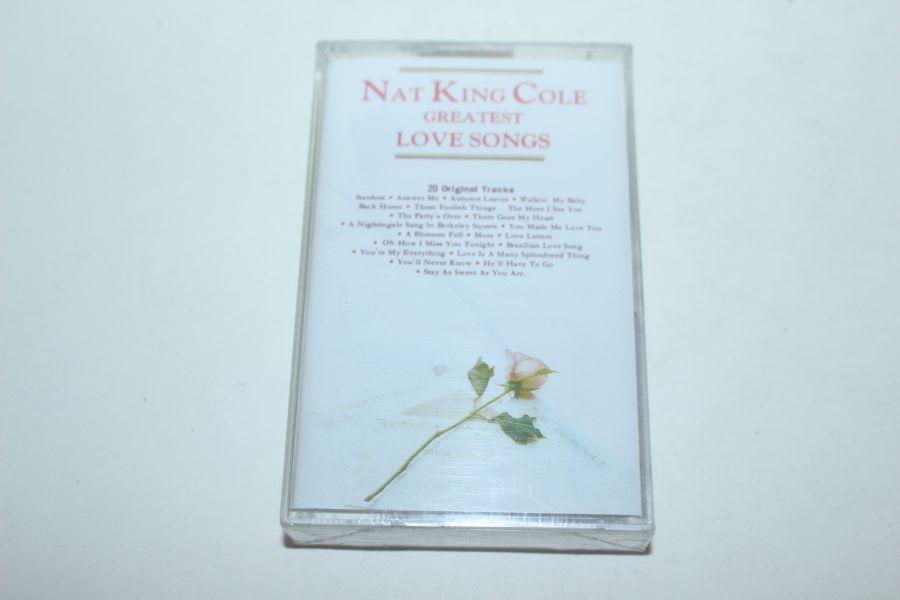 NAT KING COLE
GREATEST
LOVE SONGS
20 Original Tracks
Stardust • Answer Me • Autumn Leaves • Walkin' My Baby
Back Home • These Foolish Things The More I See You
• The Party's Over • There Goes My Heart
• A Nightingale Sang In Berkeley Square • You Made Me Love You
• A Blossom Fell • More • Love Letters
• Oh How I Miss You Tonight • Brazilian Love Song
• You're My Everything • Love Is A Many Splendored Thing
• You'll Never Know • He'll Have To Go
• Stay As Sweet As You Are.